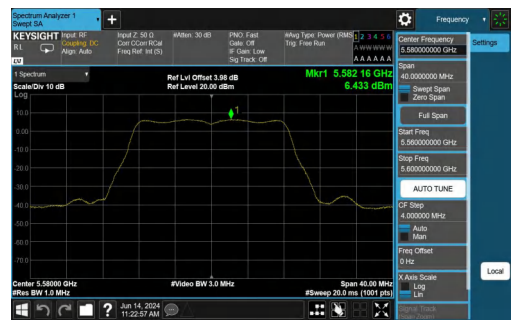 Spectrum Analyzer 1
Swept SA
Frequency
KEYSIGHT
Input: RF
Coupling: DC
Align: Auto
Input Z: 50 Ω
Corr CCorr RCal
Freq Ref: Int (S)
#Atten: 30 dB
PNO: Fast
Gate: Off
IF Gain: Low
Sig Track: Off
#Avg Type: Power (RMS)
Trig: Free Run
1 2 3 4 5 6
A W W W W W
A A A A A A
RL
LV
1 Spectrum
Scale/Div 10 dB
Ref Lvl Offset 3.98 dB
Ref Level 20.00 dBm
Mkr1 5.582 16 GHz
6.433 dBm
Log
1
10.0
0.00
-10.0
-20.0
-30.0
-40.0
-50.0
-60.0
-70.0
Center 5.58000 GHz
#Res BW 1.0 MHz
#Video BW 3.0 MHz
Span 40.00 MHz
#Sweep 20.0 ms (1001 pts)
Center Frequency
5.580000000 GHz
Settings
Span
40.0000000 MHz
Swept Span
Zero Span
Full Span
Start Freq
5.560000000 GHz
Stop Freq
5.600000000 GHz
AUTO TUNE
CF Step
4.000000 MHz
Auto
Man
Freq Offset
0 Hz
X Axis Scale
Log
Lin
Local
Signal Track
Jun 14, 2024
11:22:57 AM